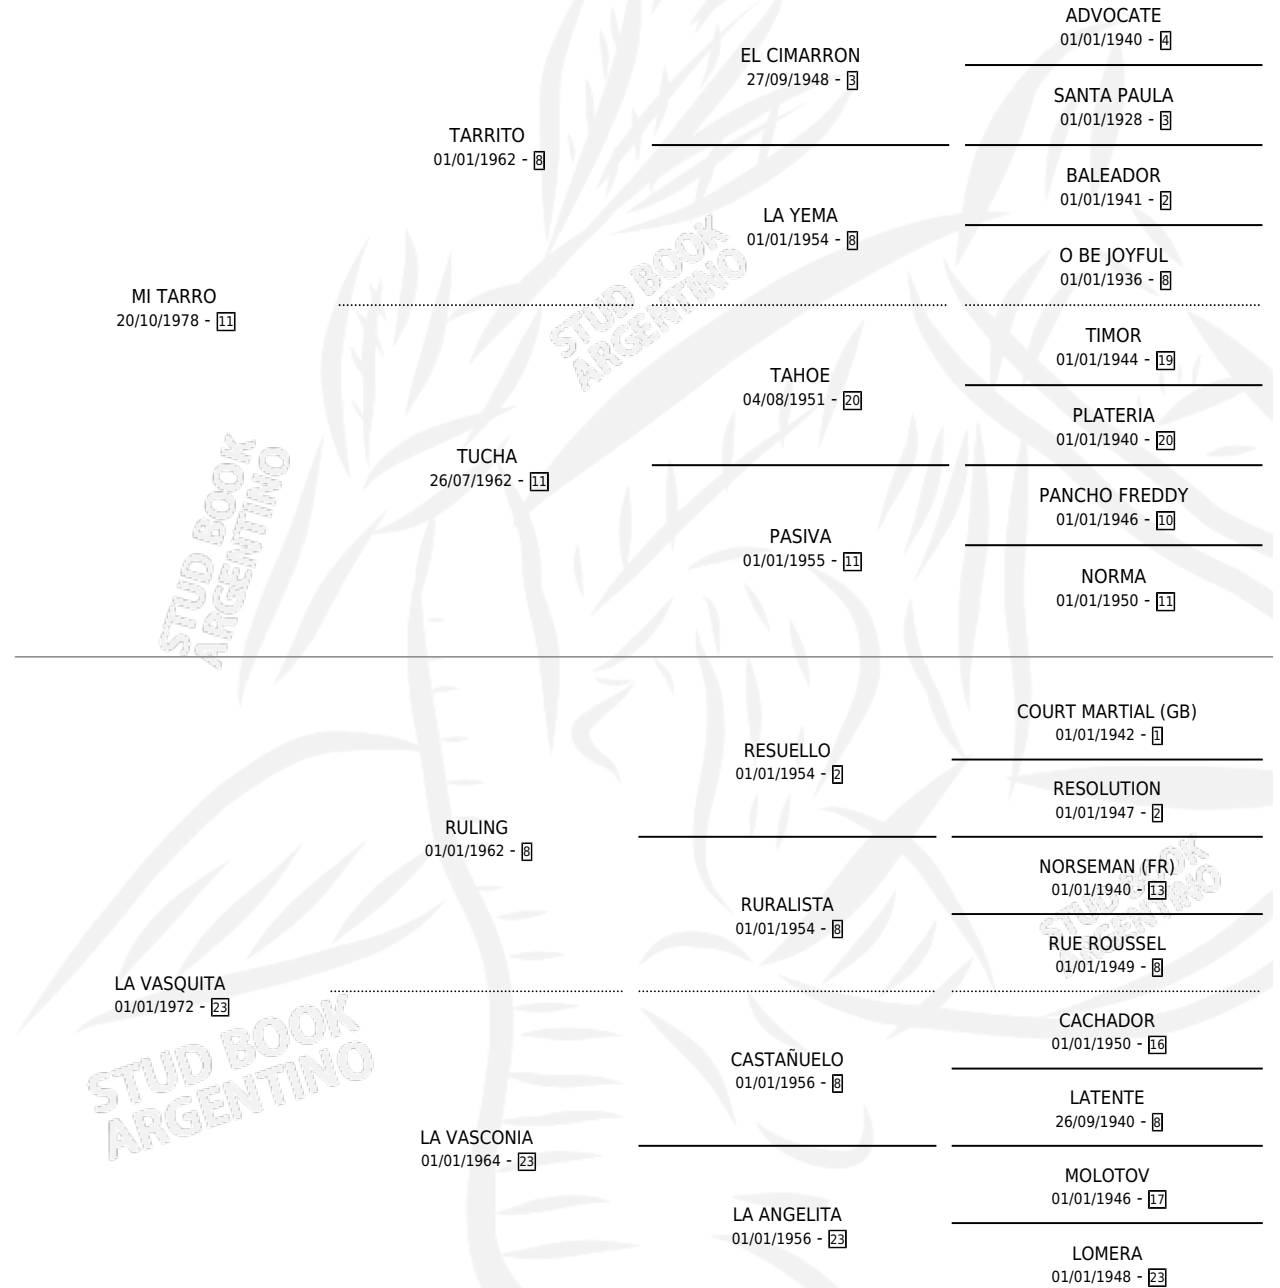 ADVOCATE
01/01/1940 - 4
EL CIMARRON
27/09/1948 - 3
SANTA PAULA
01/01/1928 - 3
TARRITO
01/01/1962 - 8
BALEADOR
01/01/1941 - 2
LA YEMA
01/01/1954 - 8
O BE JOYFUL
01/01/1936 - 8
MI TARRO
20/10/1978 - 11
STUD BOOK
ARGENTINO
TIMOR
01/01/1944 - 19
TAHOE
04/08/1951 - 20
PLATERIA
01/01/1940 - 20
TUCHA
26/07/1962 - 11
PANCHO FREDDY
01/01/1946 - 10
PASIVA
01/01/1955 - 11
NORMA
01/01/1950 - 11
STUD BOOK
ARGENTINO
COURT MARTIAL (GB)
01/01/1942 - 1
RESUELLO
01/01/1954 - 2
RESOLUTION
01/01/1947 - 2
RULING
01/01/1962 - 8
NORSEMAN (FR)
01/01/1940 - 13
RURALISTA
01/01/1954 - 8
STUD BOOK
ARGENTINO
RUE ROUSSEL
01/01/1949 - 8
LA VASQUITA
01/01/1972 - 23
CACHADOR
01/01/1950 - 16
CASTAÑUELO
01/01/1956 - 8
STUD BOOK
ARGENTINO
LATENTE
26/09/1940 - 8
LA VASCONIA
01/01/1964 - 23
MOLOTOV
01/01/1946 - 17
LA ANGELITA
01/01/1956 - 23
LOMERA
01/01/1948 - 23